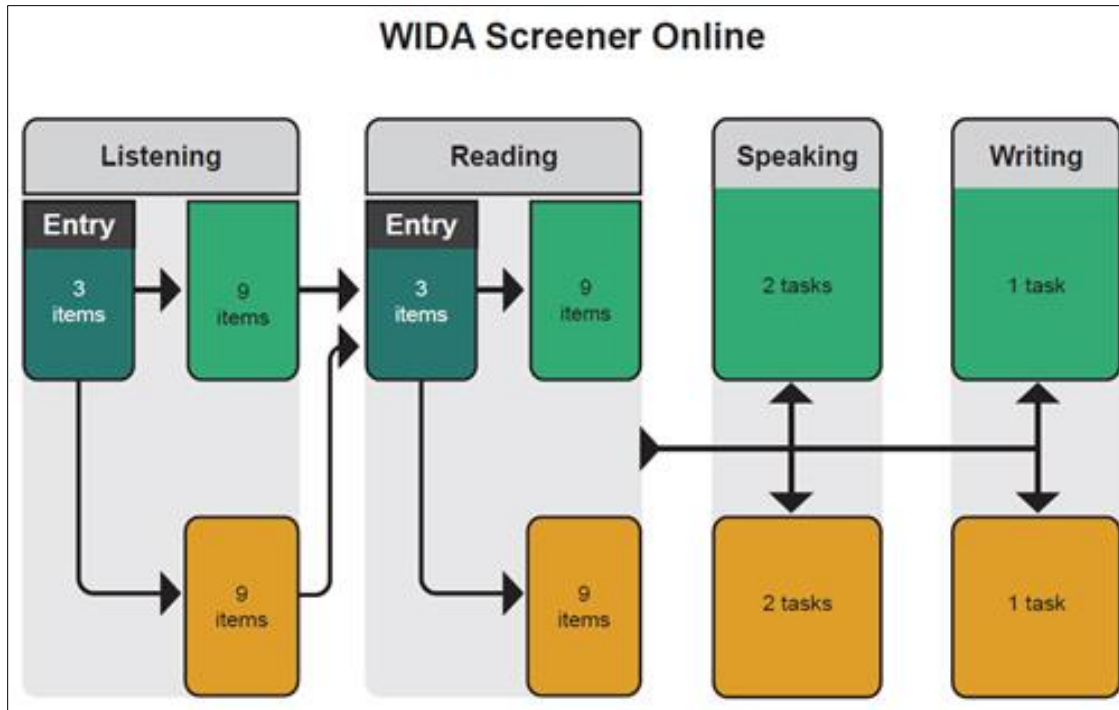 WIDA Screener Online
Listening
Reading
Speaking
Writing
Entry
3
items
9
items
Entry
3
items
9
items
2 tasks
1 task
9
items
9
items
2 tasks
1 task